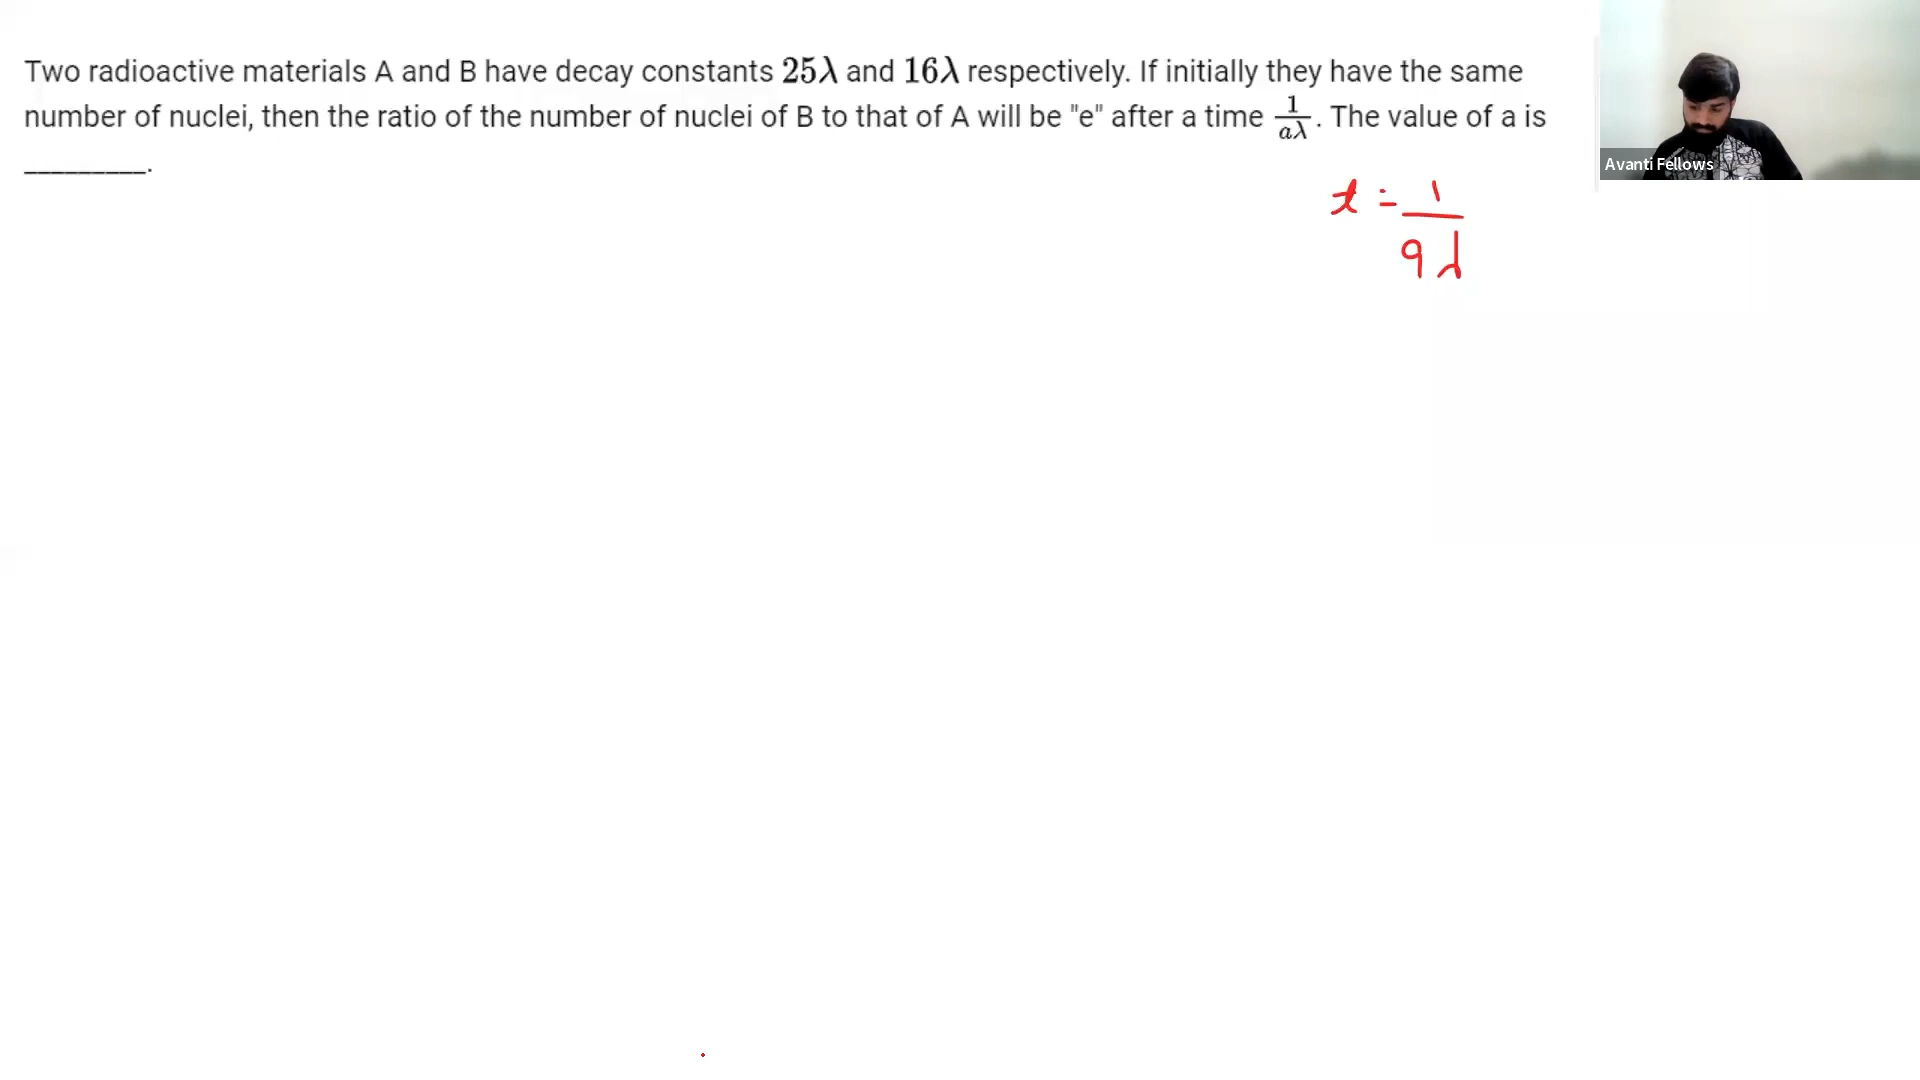 Two radioactive materials A and B have decay constants 25λ and 16λ respectively. If initially they have the same
number of nuclei, then the ratio of the number of nuclei of B to that of A will be "e" after a time 1/aλ. The value of a is
_________.
Avanti Fellows
t = 1/9λ